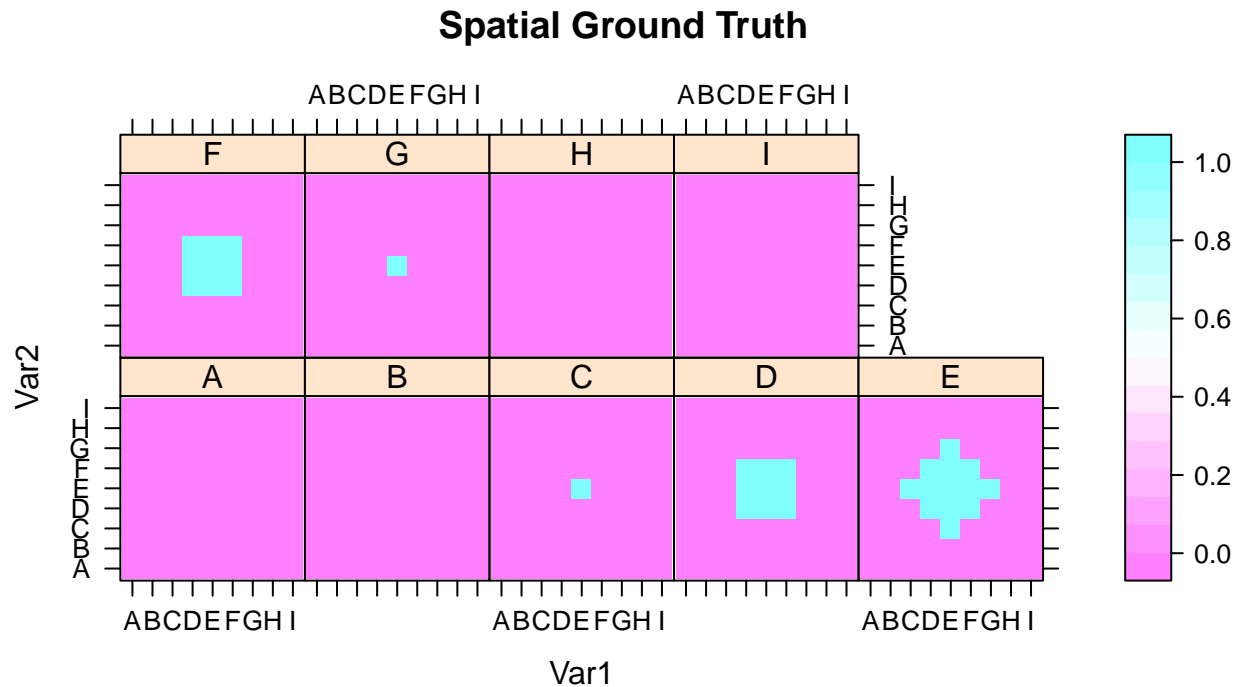 Spatial Ground Truth
ABCDEFGHI ABCDEFGHI
F G H I
1.0
0.8
0.6
0.4
0.2
0.0
I
H
G
F
E
D
C
B
A
Var2
A B C D E
I
H
G
F
E
D
C
B
A
ABCDEFGHI ABCDEFGHI ABCDEFGHI
Var1